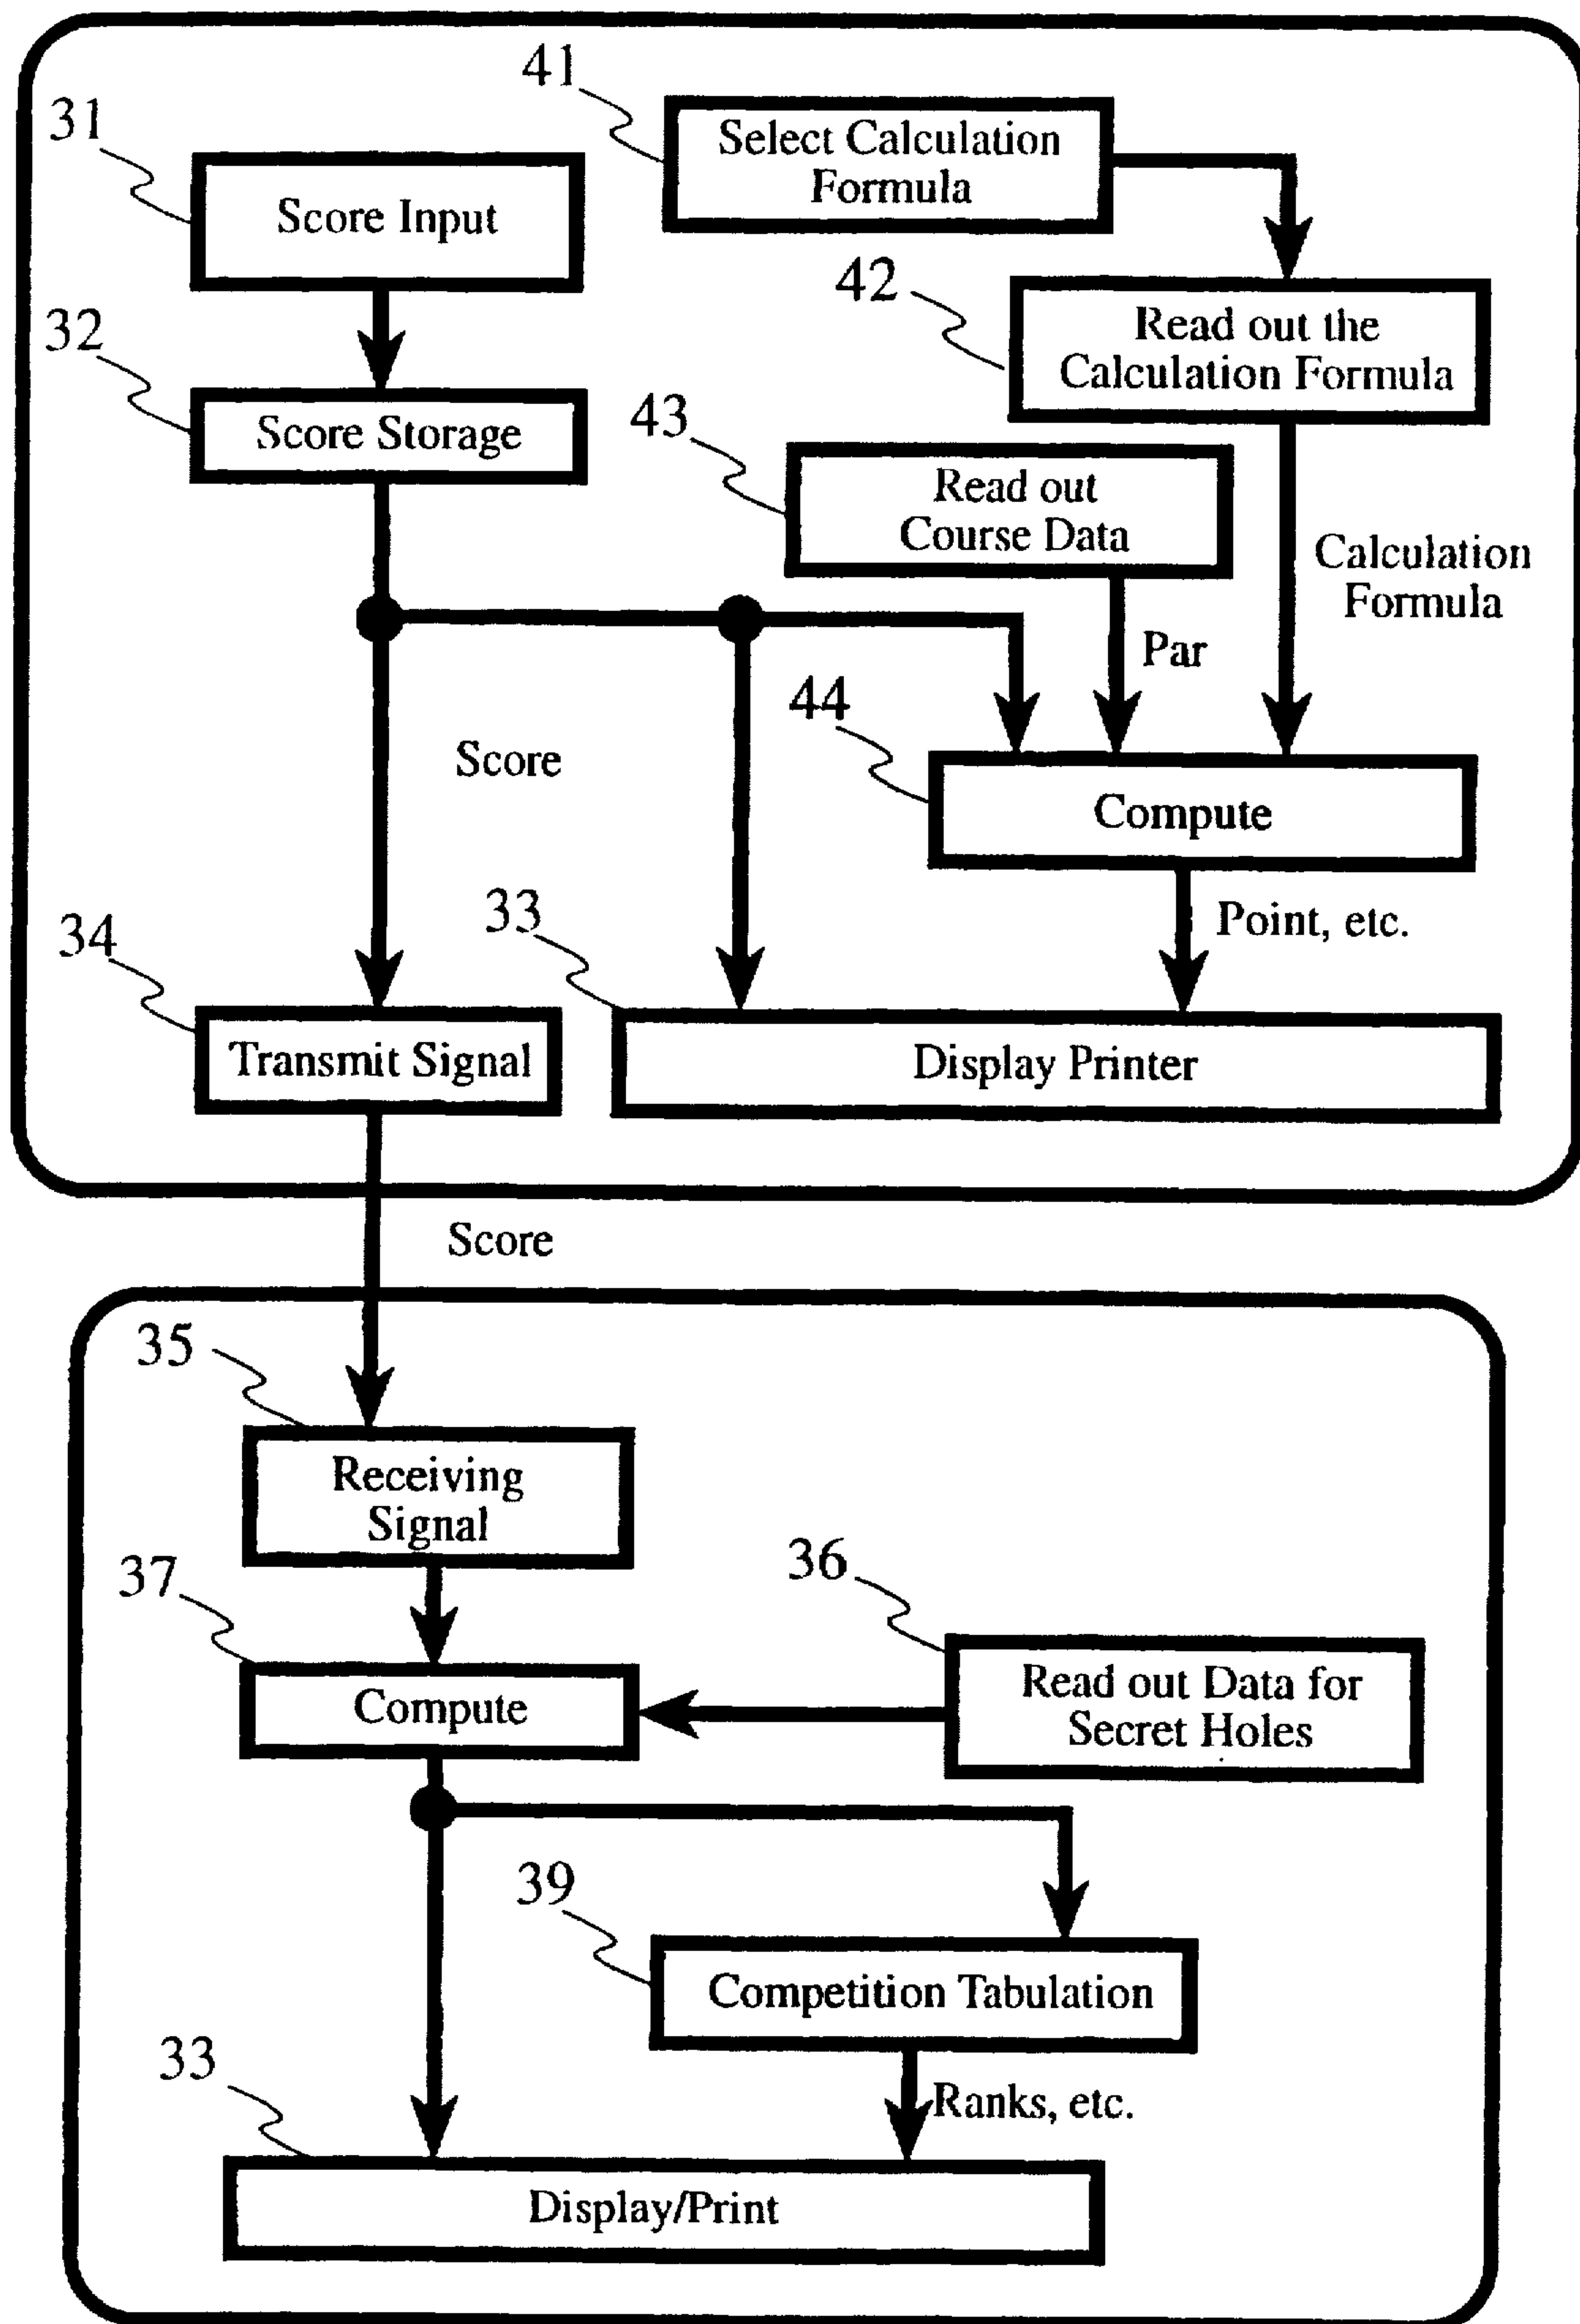 41
Select Calculation
Formula
31
Score Input
42
Read out the
Calculation Formula
32
Score Storage
43
Read out
Course Data
Calculation
Formula
Par
44
Score
Compute
Point, etc.
34
33
Transmit Signal
Display Printer
Score
35
Receiving
Signal
37
36
Compute
Read out Data for
Secret Holes
39
Competition Tabulation
Ranks, etc.
33
Display/Print